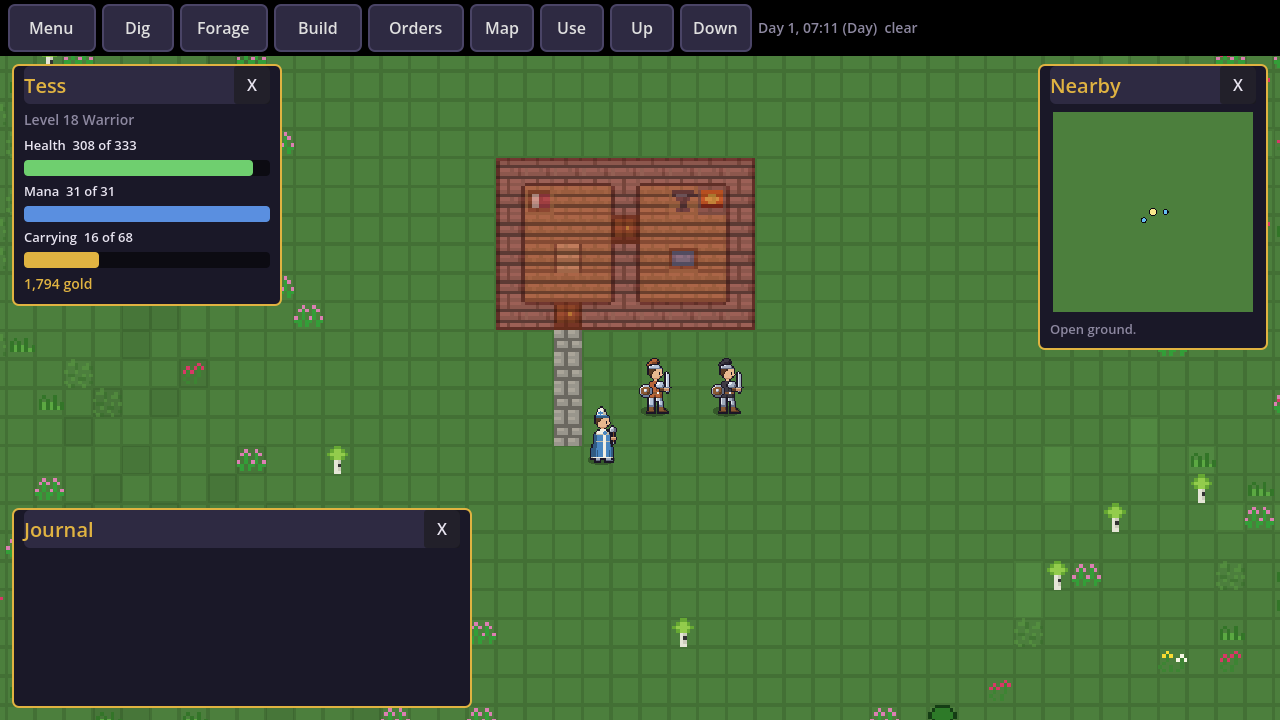 Menu
Dig
Forage
Build
Orders
Map
Use
Up
Down
Day 1, 07:11 (Day)  clear
Tess
X
Level 18 Warrior
Health  308 of 333
Mana  31 of 31
Carrying  16 of 68
1,794 gold
Nearby
X
Open ground.
Journal
X